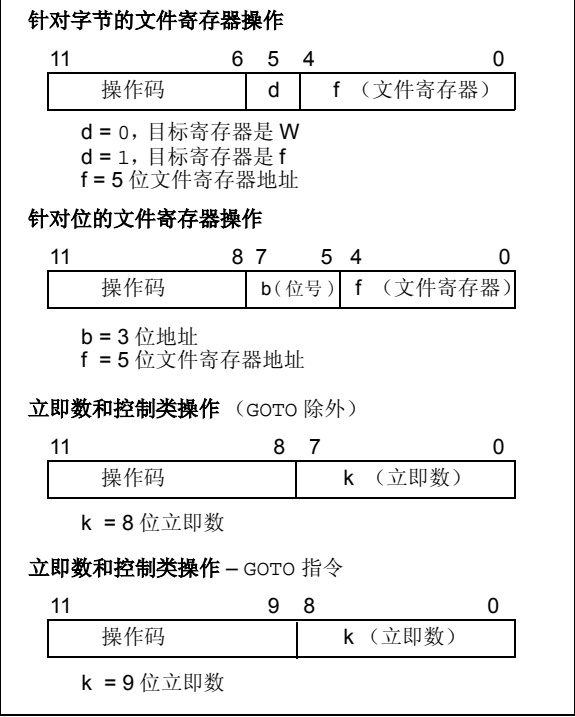 针对字节的文件寄存器操作
11 6 5 4 0
操作码 d f （文件寄存器）
d = 0，目标寄存器是 W
d = 1，目标寄存器是 f
f = 5 位文件寄存器地址
针对位的文件寄存器操作
11 8 7 5 4 0
操作码 b（位号） f （文件寄存器）
b = 3 位地址
f = 5 位文件寄存器地址
立即数和控制类操作 （GOTO 除外）
11 8 7 0
操作码 k （立即数）
k = 8 位立即数
立即数和控制类操作 – GOTO 指令
11 9 8 0
操作码 k （立即数）
k = 9 位立即数